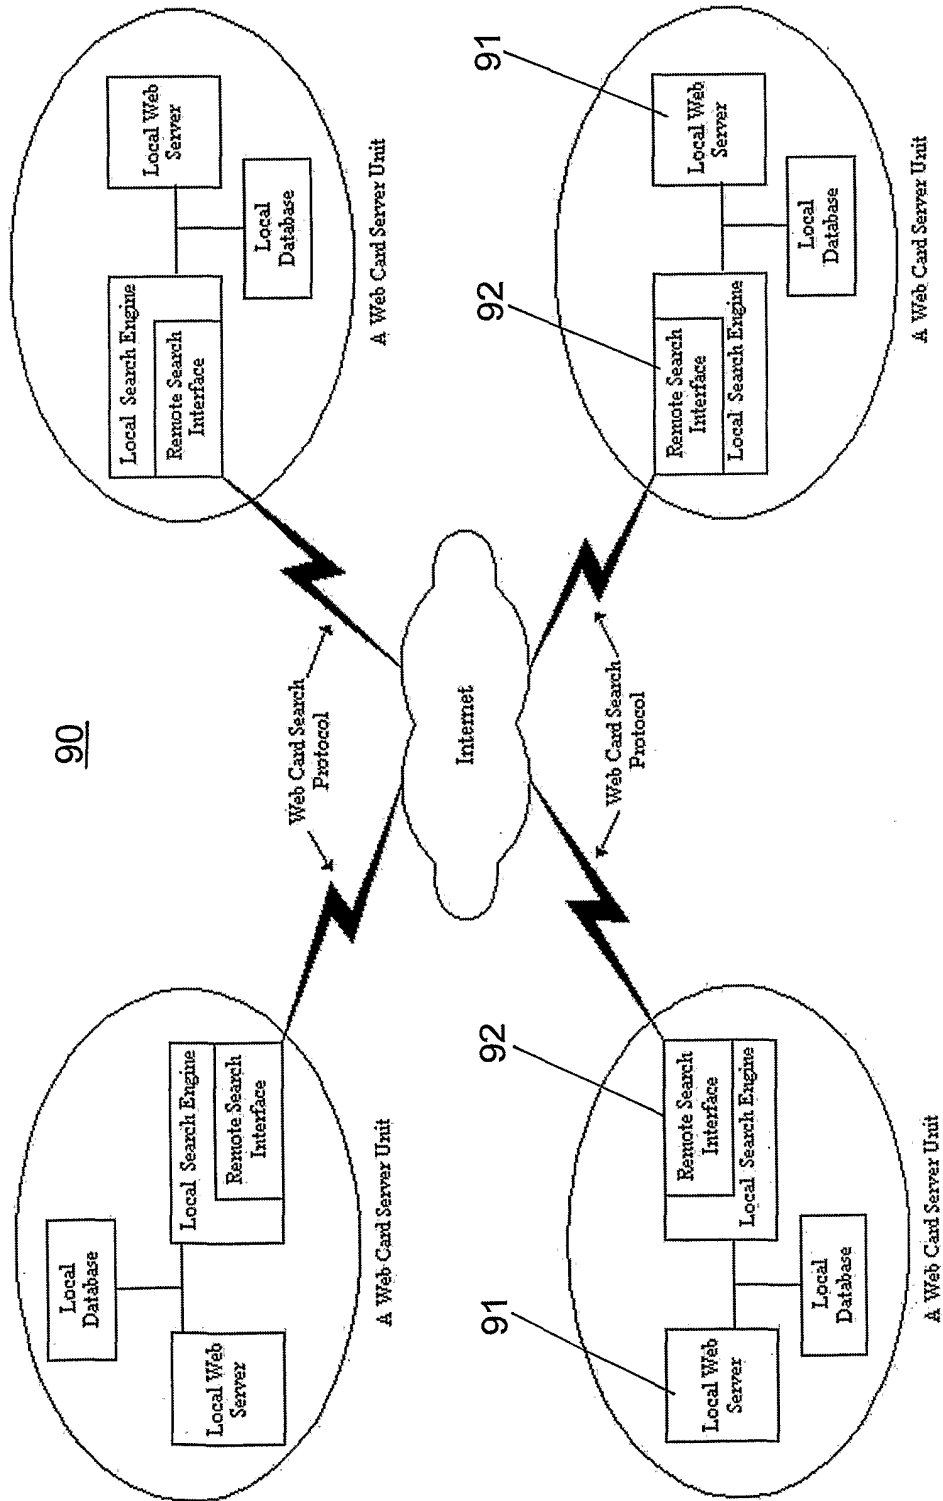 90
Local
Database
Local Web
Server
Local Search Engine
Remote Search
Interface
A Web Card Server Unit
Local Search Engine
Remote Search
Interface
Local Web
Server
Local
Database
A Web Card Server Unit
Web Card Search
Protocol
Internet
Web Card Search
Protocol
91
92
Local Web
Server
Remote Search
Interface
Local Search Engine
Local
Database
A Web Card Server Unit
92
91
Remote Search
Interface
Local Search Engine
Local Web
Server
Local
Database
A Web Card Server Unit